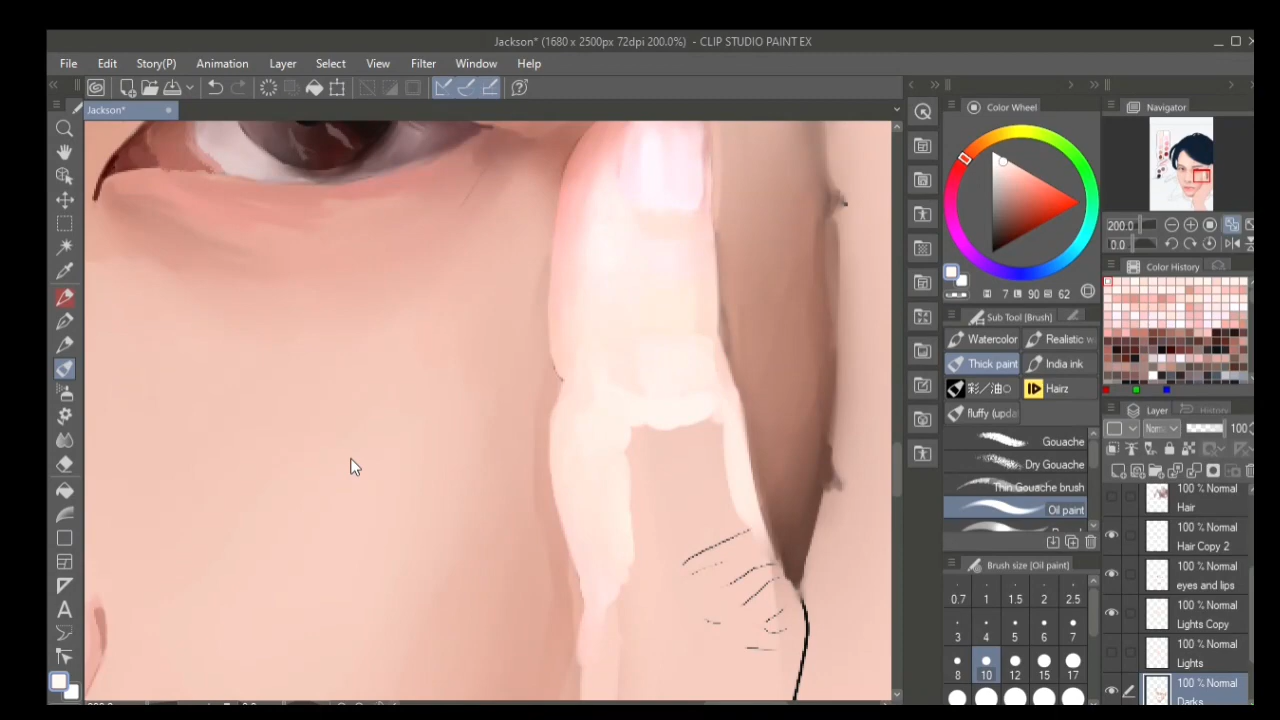 Jackson* (1680 x 2500px 72dpi 200.0%) - CLIP STUDIO PAINT EX
File Edit Story(P) Animation Layer Select View Filter Window Help
Jackson*
Color Wheel
Navigator
200.0
0.0
7 90 62
Color History
Sub Tool [Brush]
Watercolor Realistic w
Thick paint India ink
彩/油○ Hairz
fluffy (upda
Gouache
Dry Gouache
Thin Gouache brush
Oil paint
Brush size [Oil paint]
0.7 1 1.5 2 2.5
3 4 5 6 7
8 10 12 15 17
Layer History
Norm 100
100 % Normal
Hair
100 % Normal
Hair Copy 2
100 % Normal
eyes and lips
100 % Normal
Lights Copy
100 % Normal
Lights
100 % Normal
Darks